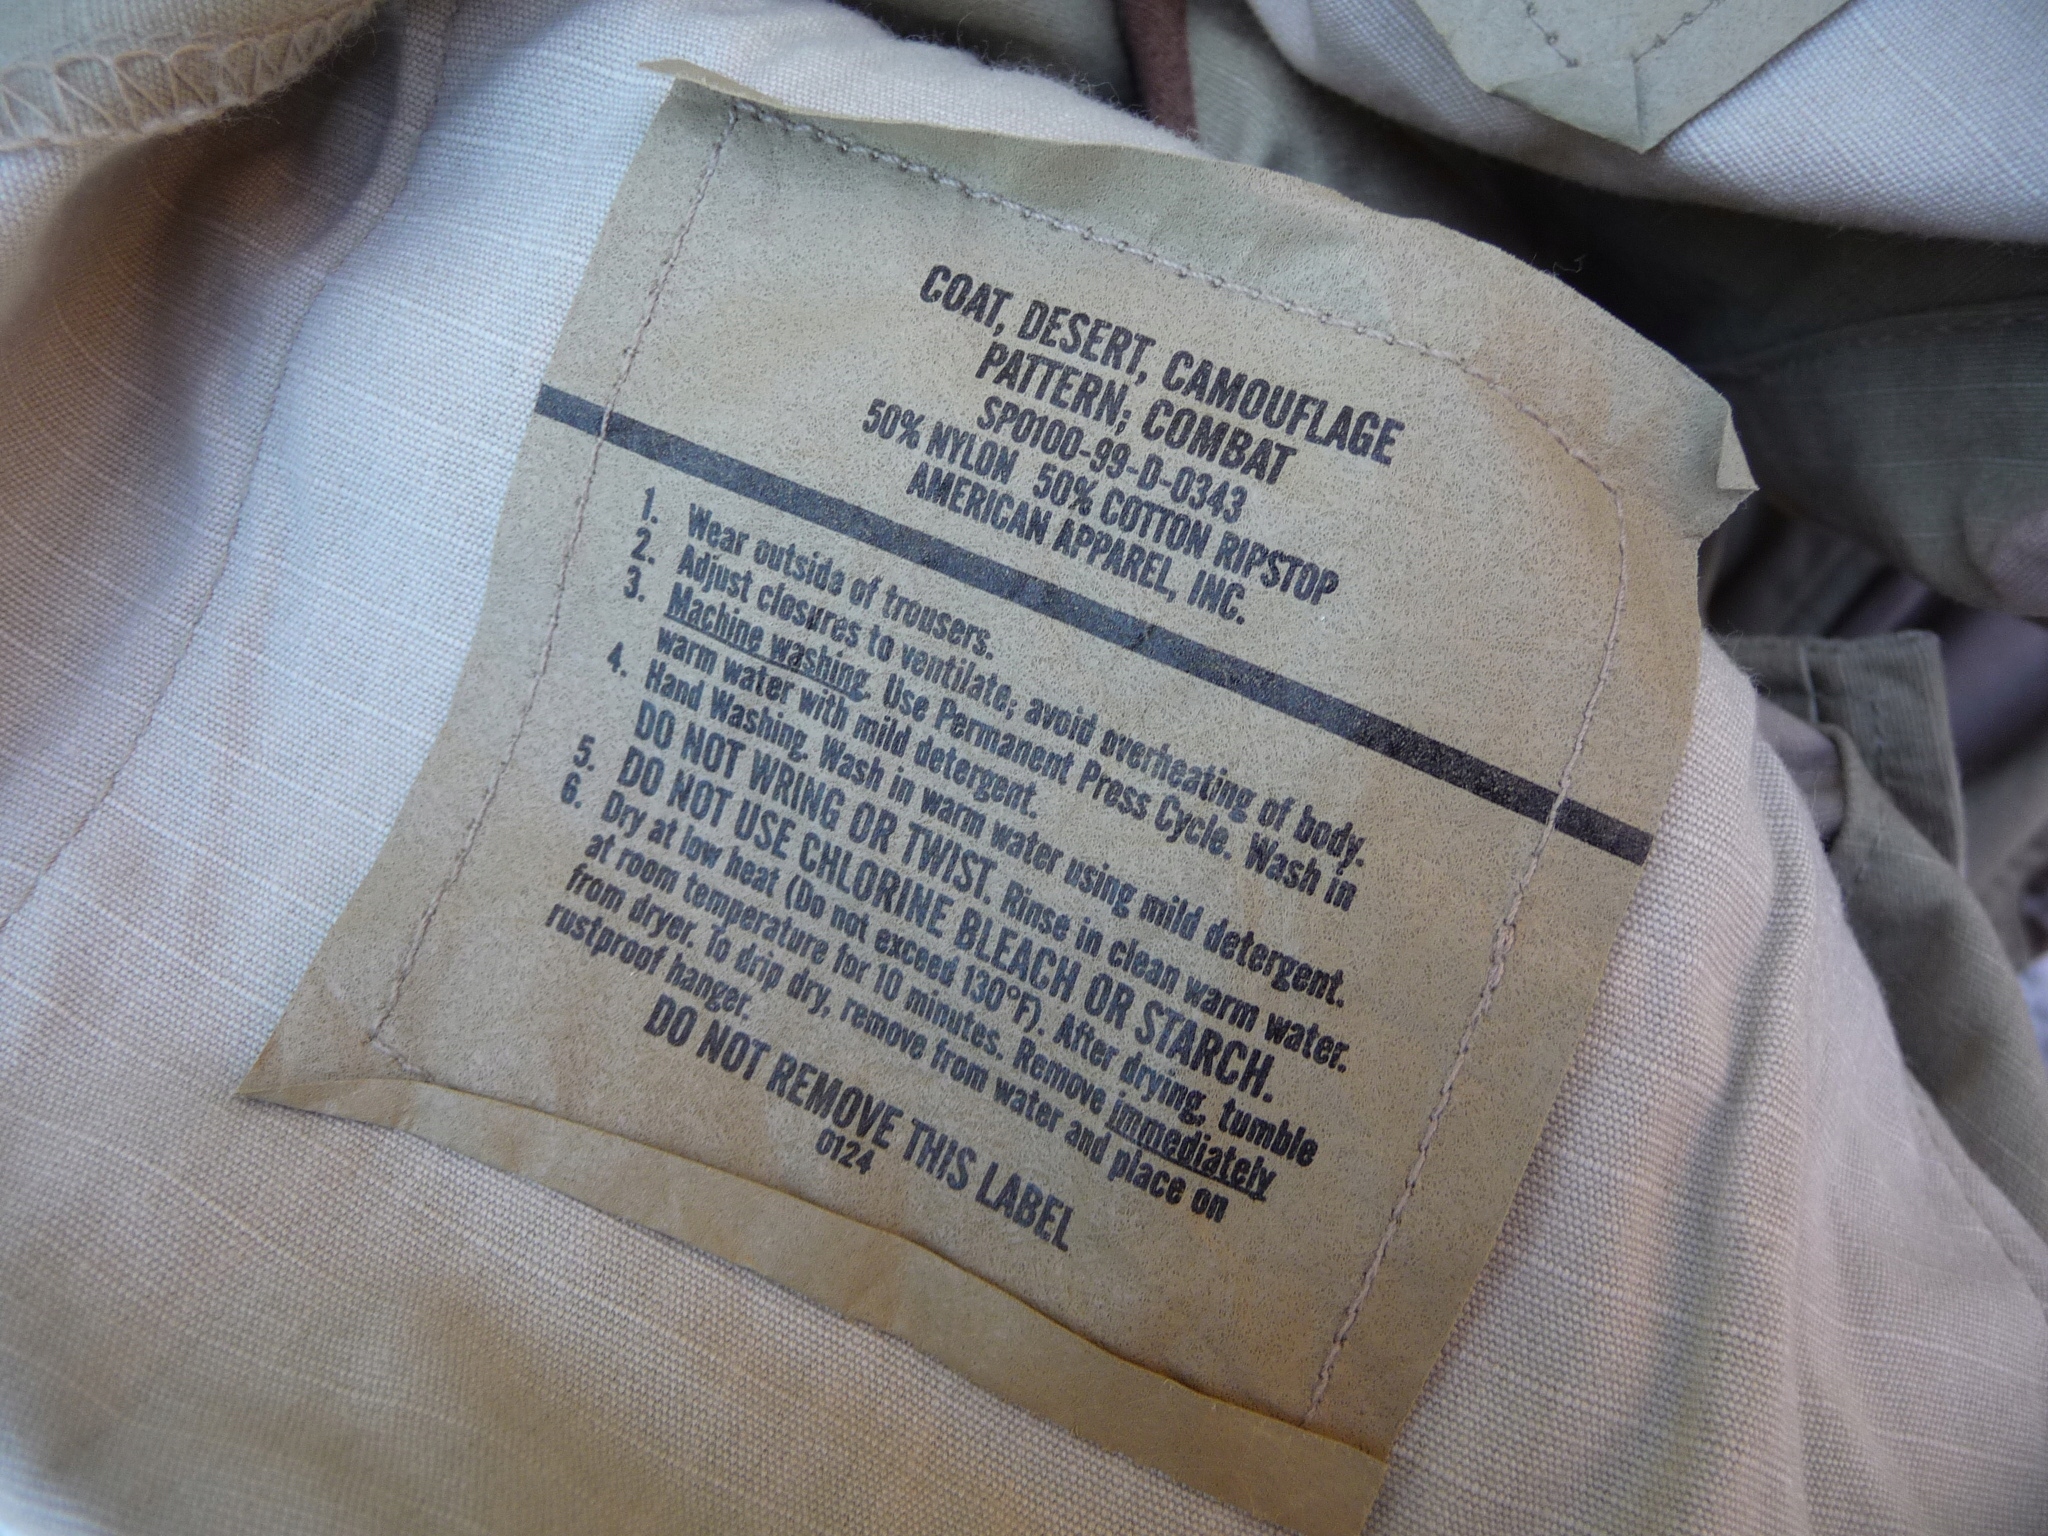 COAT, DESERT, CAMOUFLAGE
PATTERN; COMBAT
SPO100-99-D-0343
50% NYLON 50% COTTON RIPSTOP
AMERICAN APPAREL, INC.
1. Wear outside of trousers.
2. Adjust closures to ventilate; avoid overheating of body.
3. Machine washing. Use Permanent Press Cycle. Wash in
warm water with mild detergent.
4. Hand Washing. Wash in warm water using mild detergent.
DO NOT WRING OR TWIST. Rinse in clean warm water.
5. DO NOT USE CHLORINE BLEACH OR STARCH.
6. Dry at low heat (Do not exceed 130°F). After drying, tumble
at room temperature for 10 minutes. Remove immediately
from dryer. To drip dry, remove from water and place on
rustproof hanger.
DO NOT REMOVE THIS LABEL
0124